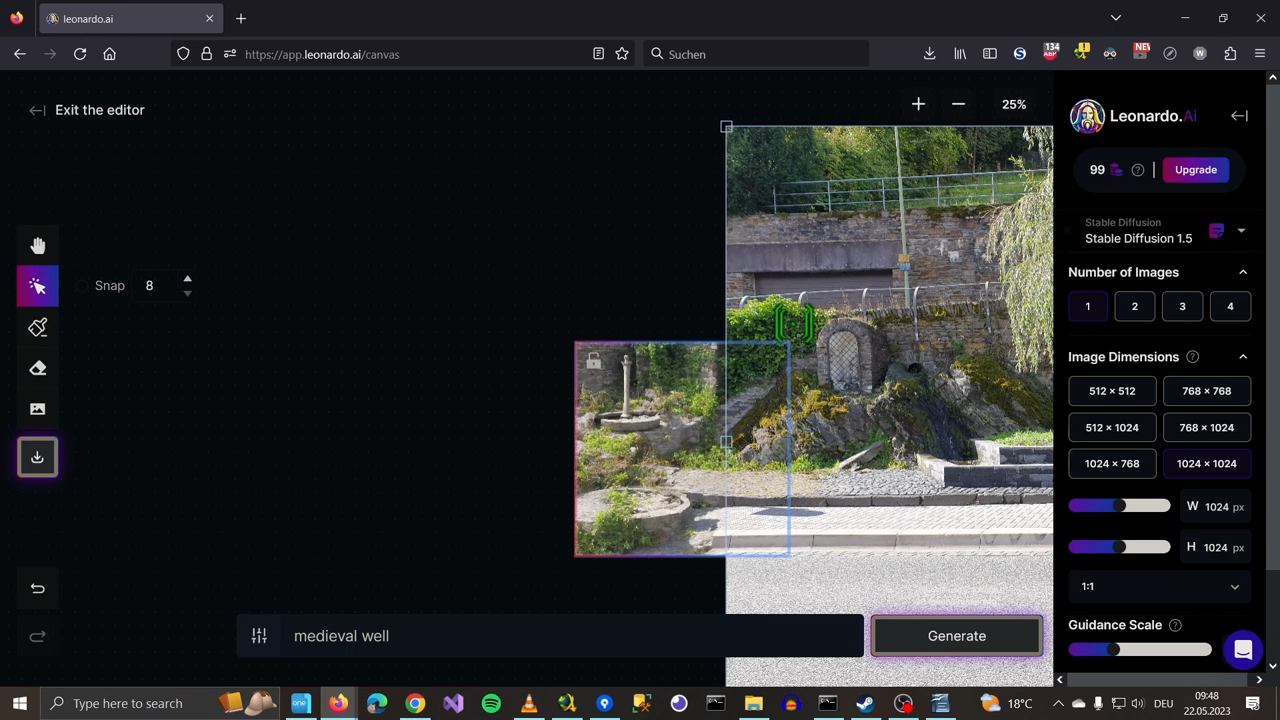 leonardo.ai
https://app.leonardo.ai/canvas
Suchen
134
NEW
Exit the editor
25%
Leonardo.Ai
99
Upgrade
Stable Diffusion
Stable Diffusion 1.5
Snap 8
Number of Images
1 2 3 4
Image Dimensions
512 × 512 768 × 768
512 × 1024 768 × 1024
1024 × 768 1024 × 1024
W 1024 px
H 1024 px
1:1
medieval well
Generate
Guidance Scale
Type here to search
one
18°C
DEU
09:48
22.05.2023